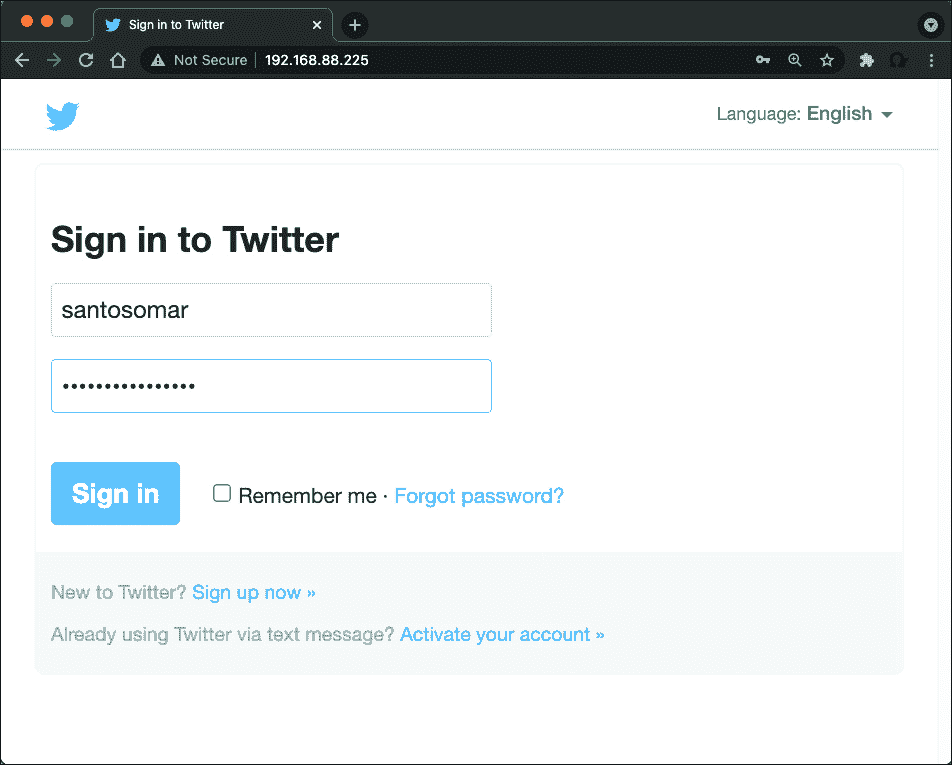 Sign in to Twitter
Not Secure 192.168.88.225
Language: English
Sign in to Twitter
santosomar
••••••••••••••••
Sign in Remember me · Forgot password?
New to Twitter? Sign up now »
Already using Twitter via text message? Activate your account »